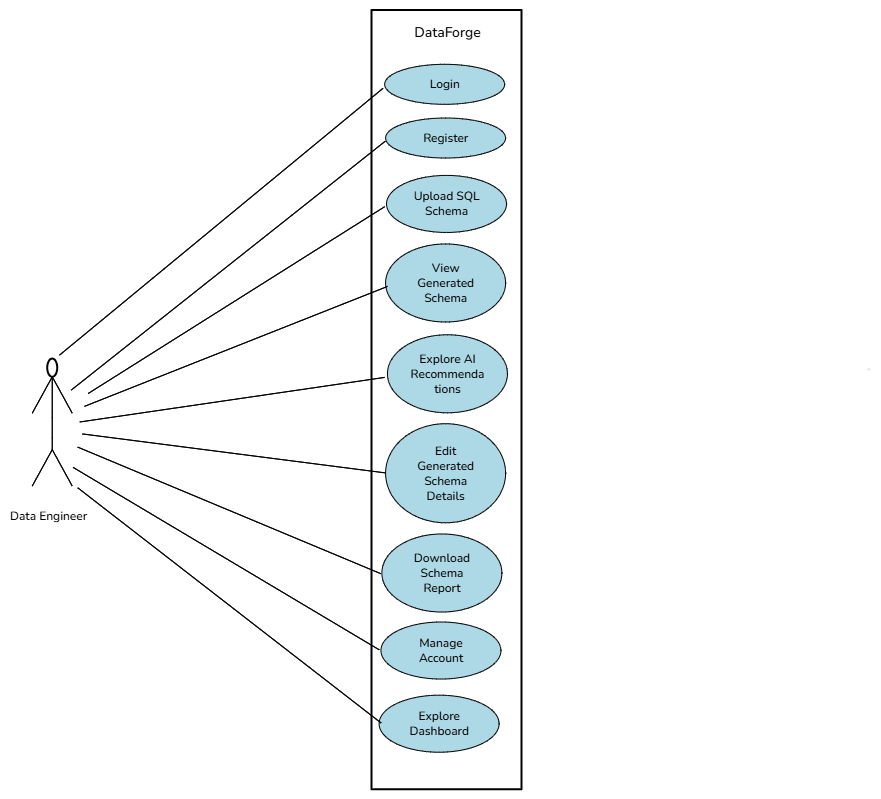 DataForge
Login
Register
Upload SQL
Schema
View
Generated
Schema
Explore AI
Recommenda
tions
Edit
Generated
Schema
Details
Data Engineer
Download
Schema
Report
Manage
Account
Explore
Dashboard